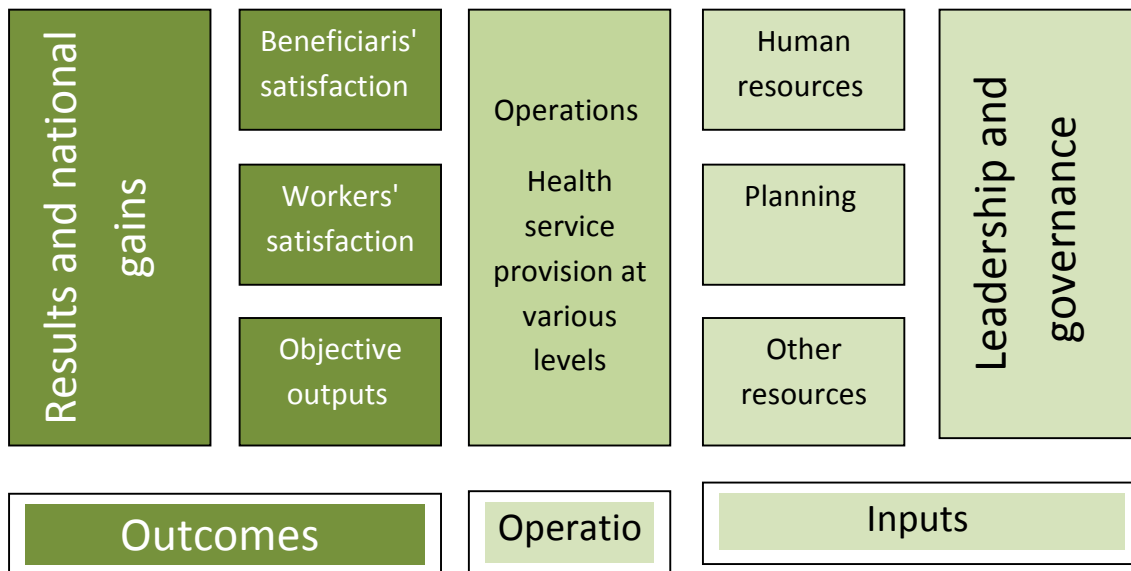 Results and national
gains
Beneficiaris'
satisfaction
Workers'
satisfaction
Objective
outputs
Operations
Health
service
provision at
various
levels
Human
resources
Planning
Other
resources
Leadership and
governance
Outcomes
Operatio
Inputs